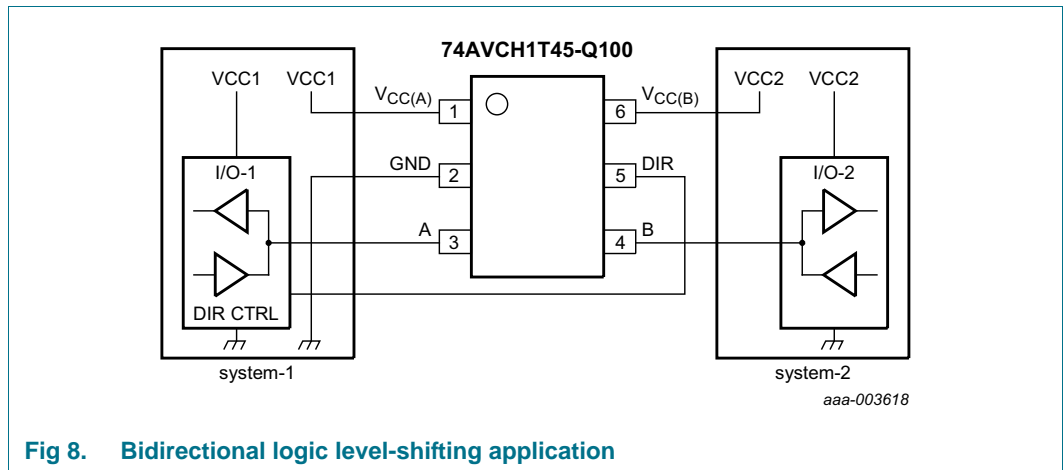 74AVCH1T45-Q100
VCC1 VCC1
VCC2 VCC2
VCC(A)
1
6
VCC(B)
I/O-1
GND
2
5
DIR
I/O-2
A
3
4
B
DIR CTRL
system-1
system-2
aaa-003618
Fig 8. Bidirectional logic level-shifting application